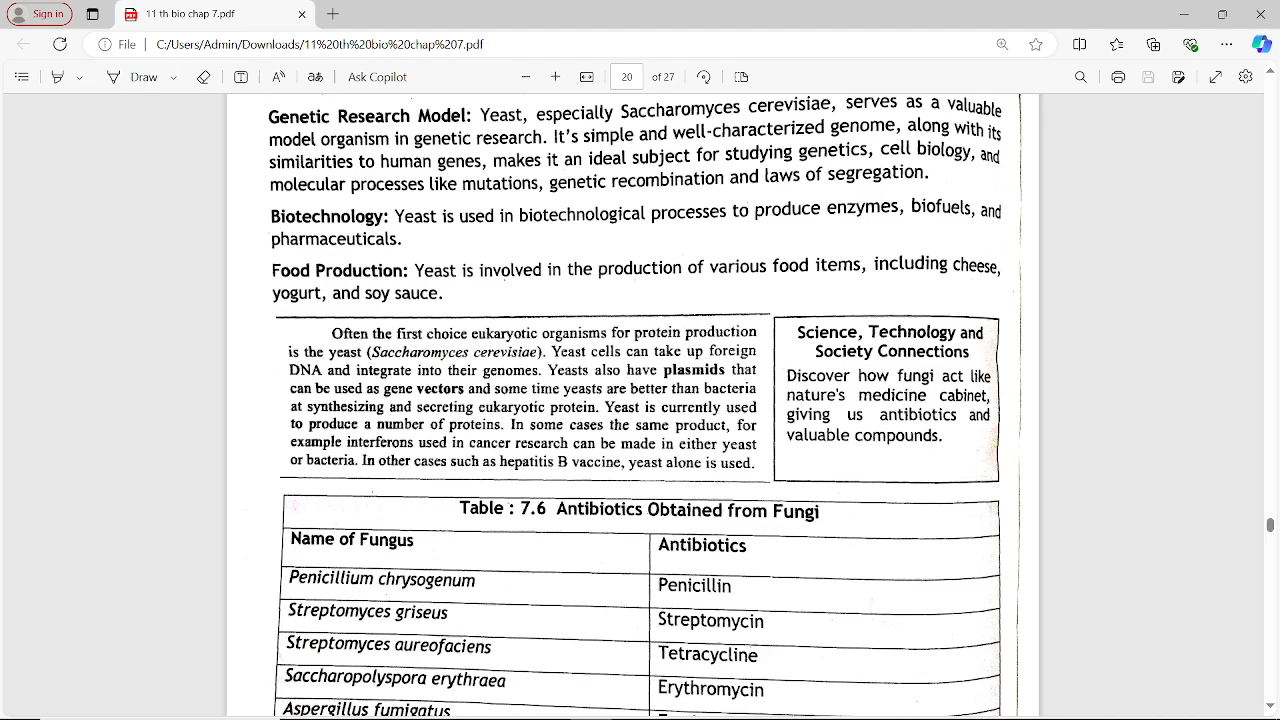 Sign in
11 th bio chap 7.pdf
File
C:/Users/Admin/Downloads/11%20th%20bio%20chap%207.pdf
Draw
Ask Copilot
20 of 27
Genetic Research Model: Yeast, especially Saccharomyces cerevisiae, serves as a valuable
model organism in genetic research. It's simple and well-characterized genome, along with its
similarities to human genes, makes it an ideal subject for studying genetics, cell biology, and
molecular processes like mutations, genetic recombination and laws of segregation.
Biotechnology: Yeast is used in biotechnological processes to produce enzymes, biofuels, and
pharmaceuticals.
Food Production: Yeast is involved in the production of various food items, including cheese,
yogurt, and soy sauce.
Often the first choice eukaryotic organisms for protein production
is the yeast (Saccharomyces cerevisiae). Yeast cells can take up foreign
DNA and integrate into their genomes. Yeasts also have plasmids that
can be used as gene vectors and some time yeasts are better than bacteria
at synthesizing and secreting eukaryotic protein. Yeast is currently used
to produce a number of proteins. In some cases the same product, for
example interferons used in cancer research can be made in either yeast
or bacteria. In other cases such as hepatitis B vaccine, yeast alone is used.
Science, Technology and
Society Connections
Discover how fungi act like
nature's medicine cabinet,
giving us antibiotics and
valuable compounds.
Table : 7.6 Antibiotics Obtained from Fungi
Name of Fungus
Antibiotics
Penicillium chrysogenum
Penicillin
Streptomyces griseus
Streptomycin
Streptomyces aureofaciens
Tetracycline
Saccharopolyspora erythraea
Erythromycin
Aspergillus fumigatus